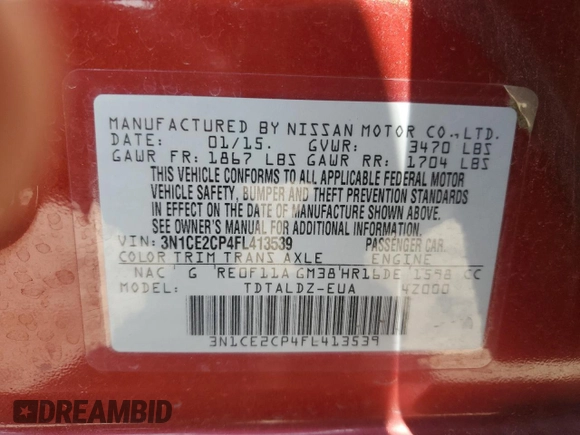 MANUFACTURED BY NISSAN MOTOR CO.,LTD.
DATE: 01/15. GVWR: 3470 LBS
GAWR FR: 1867 LBS GAWR RR: 1704 LBS
THIS VEHICLE CONFORMS TO ALL APPLICABLE FEDERAL MOTOR
VEHICLE SAFETY, BUMPER AND THEFT PREVENTION STANDARDS
IN EFFECT ON THE DATE OF MANUFACTURE SHOWN ABOVE.
SEE OWNER'S MANUAL FOR ADDITIONAL INFORMATION.
VIN: 3N1CE2CP4FL413539 PASSENGER CAR.
COLOR TRIM TRANS AXLE ENGINE
NAC G RE0F11A GM38 HR16DE 1598 CC
MODEL: TDTALDZ-EUA 4Z000
3N1CE2CP4FL413539
DREAMBID